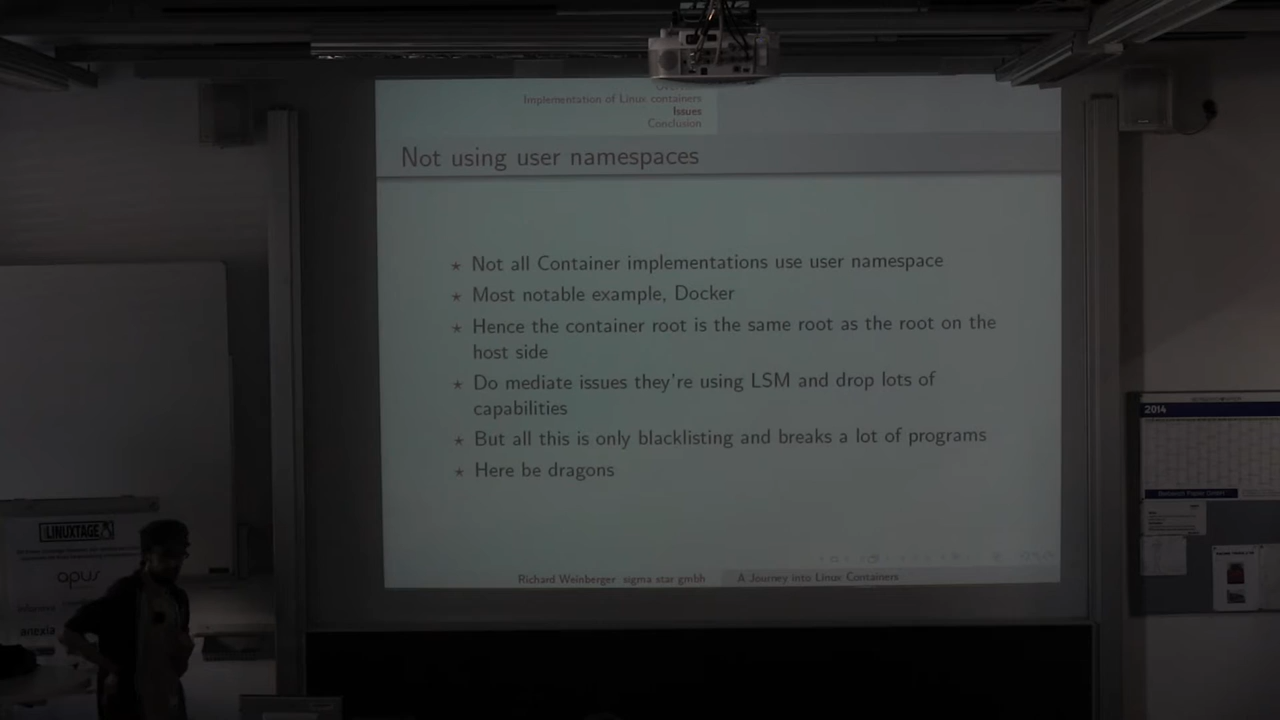 Implementation of Linux containers
Issues
Conclusion
Not using user namespaces
Not all Container implementations use user namespace
Most notable example, Docker
Hence the container root is the same root as the root on the
host side
Do mediate issues they're using LSM and drop lots of
capabilities
But all this is only blacklisting and breaks a lot of programs
Here be dragons
Richard Weinberger sigma star gmbh
A Journey into Linux Containers
2014
LINUXTAGE
apus
anexia